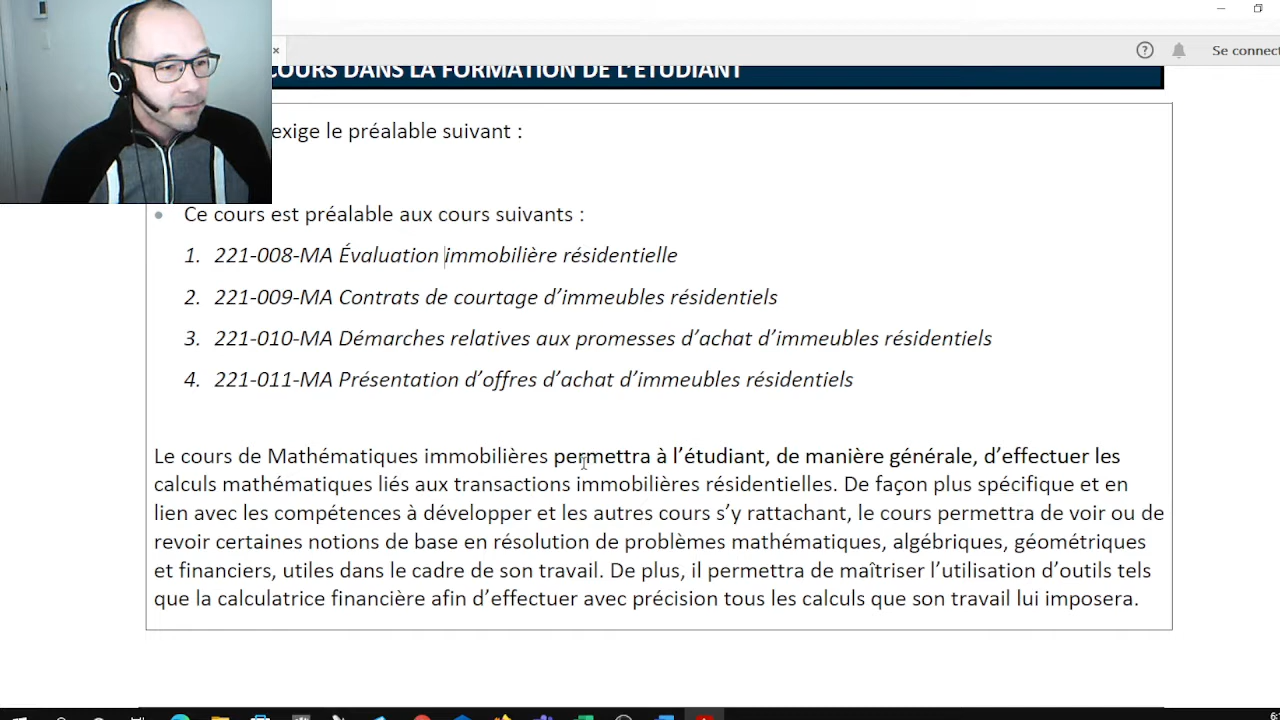 COURS DANS LA FORMATION DE L'ÉTUDIANT
Se connect
exige le préalable suivant :
Ce cours est préalable aux cours suivants :
1. 221-008-MA Évaluation immobilière résidentielle
2. 221-009-MA Contrats de courtage d'immeubles résidentiels
3. 221-010-MA Démarches relatives aux promesses d'achat d'immeubles résidentiels
4. 221-011-MA Présentation d'offres d'achat d'immeubles résidentiels
Le cours de Mathématiques immobilières permettra à l'étudiant, de manière générale, d'effectuer les
calculs mathématiques liés aux transactions immobilières résidentielles. De façon plus spécifique et en
lien avec les compétences à développer et les autres cours s'y rattachant, le cours permettra de voir ou de
revoir certaines notions de base en résolution de problèmes mathématiques, algébriques, géométriques
et financiers, utiles dans le cadre de son travail. De plus, il permettra de maîtriser l'utilisation d'outils tels
que la calculatrice financière afin d'effectuer avec précision tous les calculs que son travail lui imposera.